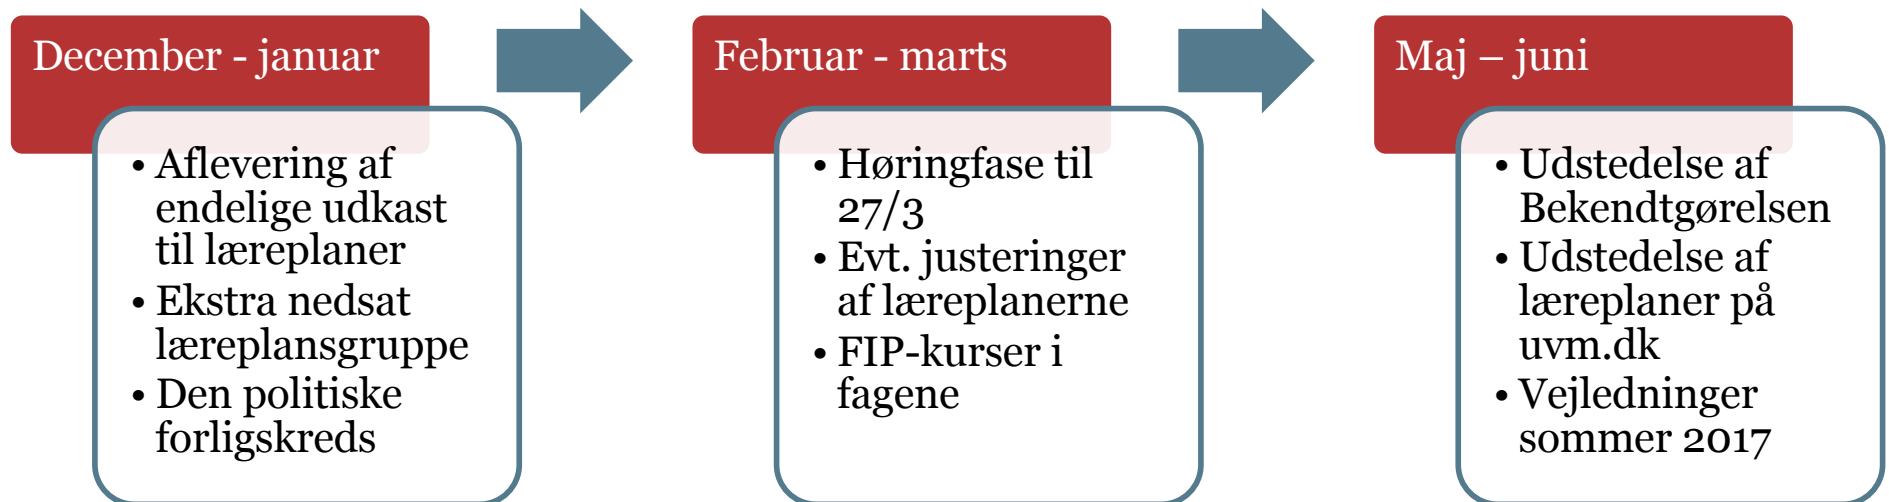 December - januar
• Aflevering af
endelige udkast
til læreplaner
• Ekstra nedsat
læreplansgruppe
• Den politiske
forligskreds
Februar - marts
• Høringfase til
27/3
• Evt. justeringer
af læreplanerne
• FIP-kurser i
fagene
Maj – juni
• Udstedelse af
Bekendtgørelsen
• Udstedelse af
læreplaner på
uvm.dk
• Vejledninger
sommer 2017